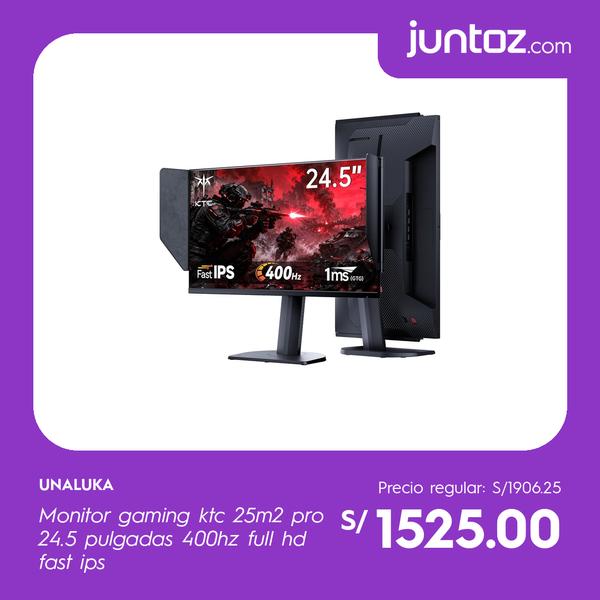 juntoz.com
24.5"
KTC
Fast IPS
400Hz
1ms (GTG)
UNALUKA
Monitor gaming ktc 25m2 pro
24.5 pulgadas 400hz full hd
fast ips
Precio regular: S/1906.25
S/ 1525.00